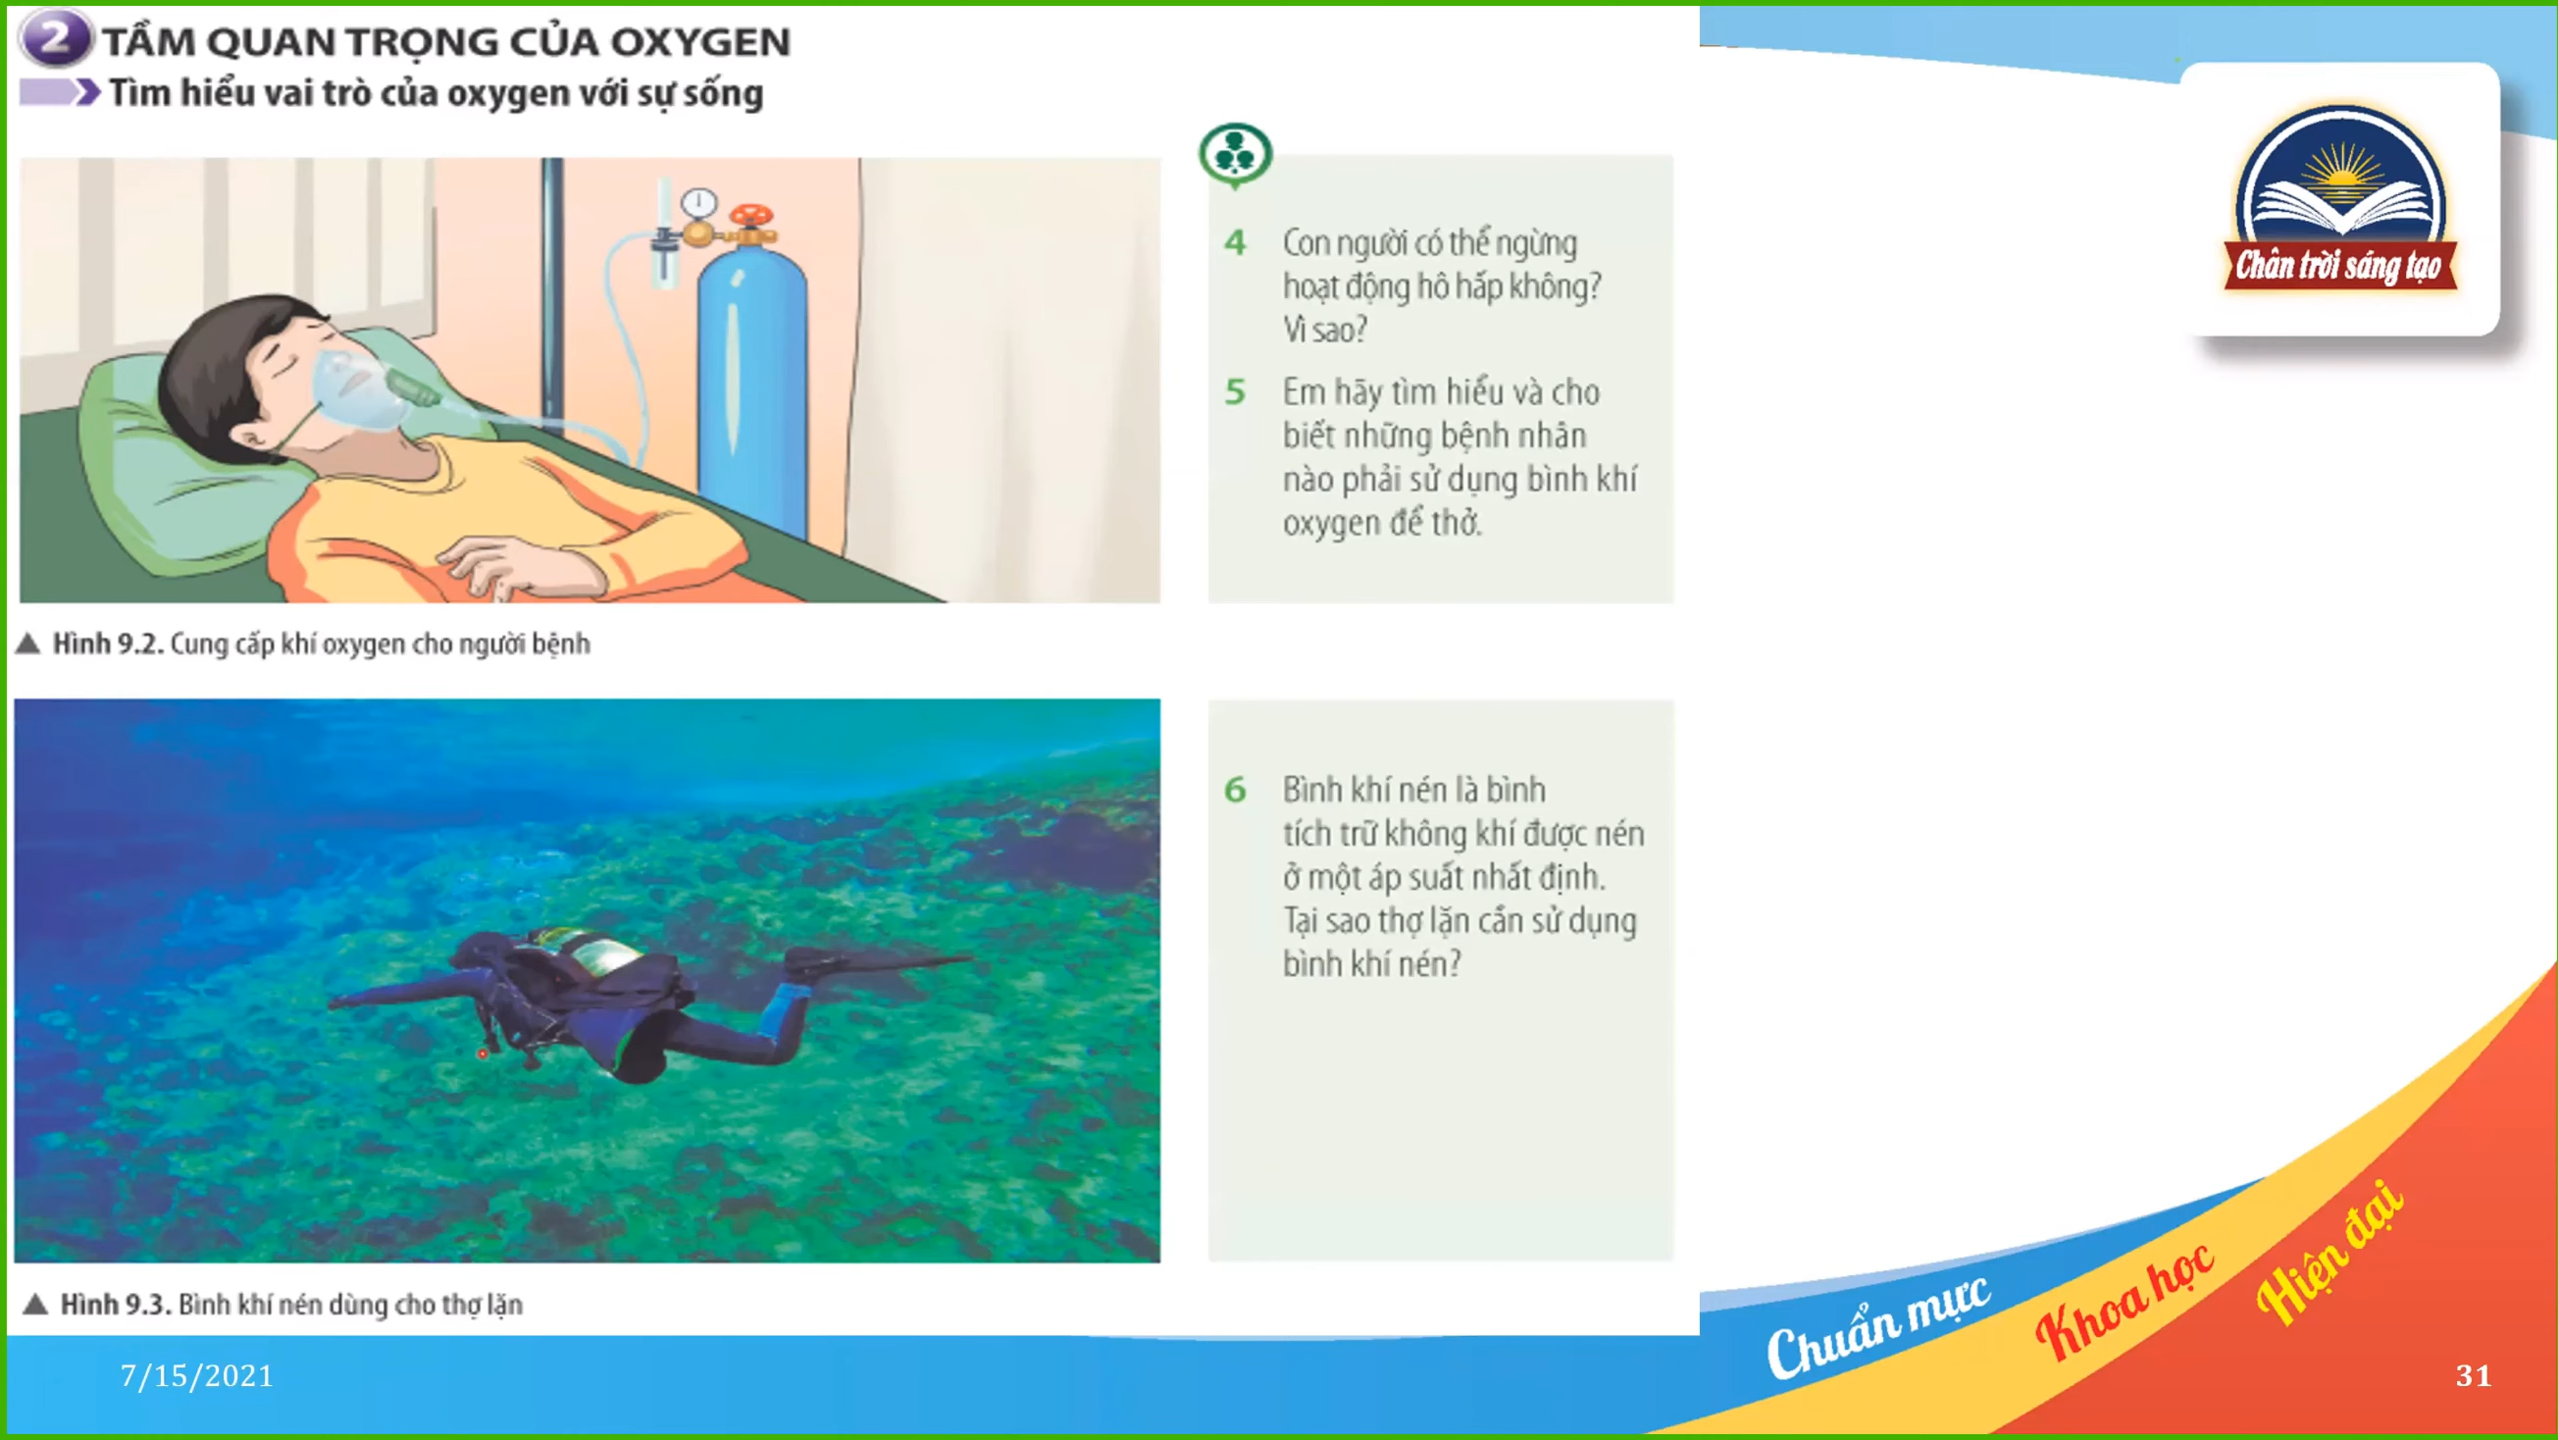 2 TẦM QUAN TRỌNG CỦA OXYGEN
Tìm hiểu vai trò của oxygen với sự sống
4 Con người có thể ngừng
hoạt động hô hấp không?
Vì sao?
5 Em hãy tìm hiểu và cho
biết những bệnh nhân
nào phải sử dụng bình khí
oxygen để thở.
▲ Hình 9.2. Cung cấp khí oxygen cho người bệnh
6 Bình khí nén là bình
tích trữ không khí được nén
ở một áp suất nhất định.
Tại sao thợ lặn cần sử dụng
bình khí nén?
▲ Hình 9.3. Bình khí nén dùng cho thợ lặn
Chân trời sáng tạo
Chuẩn mực
Khoa học
Hiện đại
7/15/2021
31